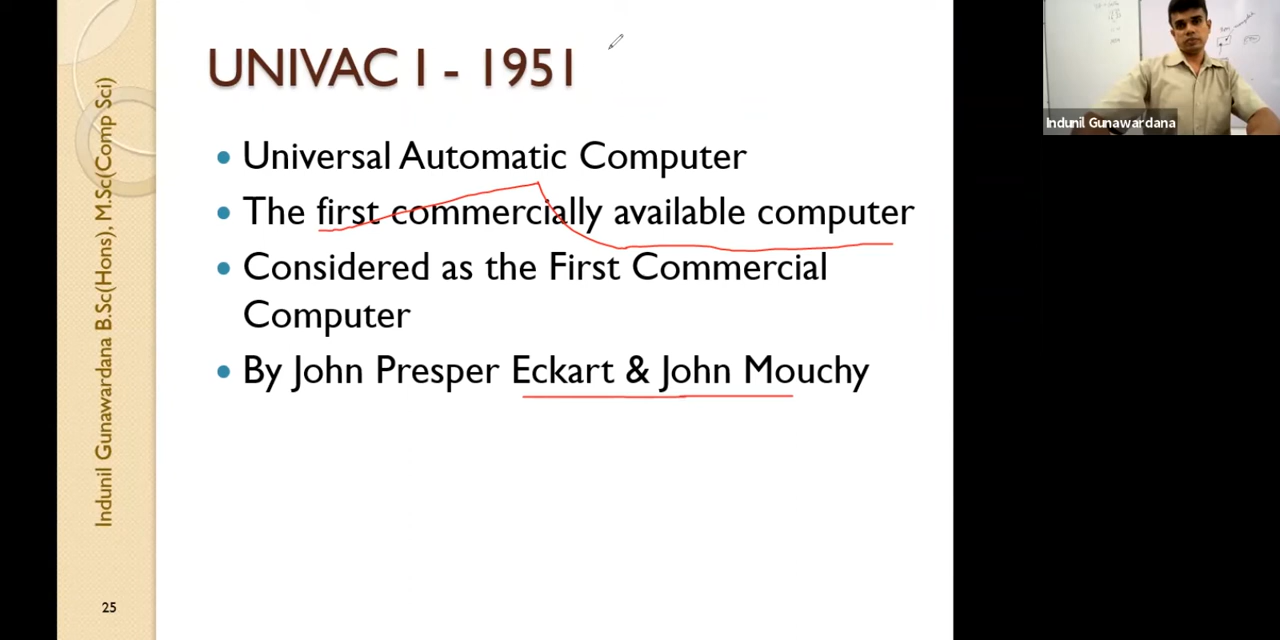 UNIVAC I - 1951
Universal Automatic Computer
The first commercially available computer
Considered as the First Commercial
Computer
By John Presper Eckart & John Mouchy
Indunil Gunawardana B.Sc(Hons), M.Sc(Comp Sci)
25
Indunil Gunawardana